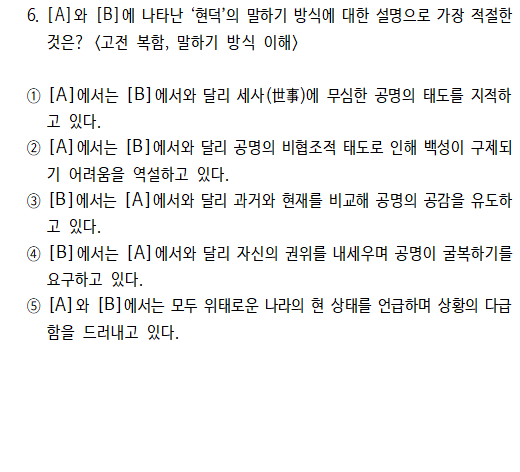 6. [A]와 [B]에 나타난 ‘현덕’의 말하기 방식에 대한 설명으로 가장 적절한
것은? <고전 복합, 말하기 방식 이해>
① [A]에서는 [B]에서와 달리 세사(世事)에 무심한 공명의 태도를 지적하
고 있다.
② [A]에서는 [B]에서와 달리 공명의 비협조적 태도로 인해 백성이 구제되
기 어려움을 역설하고 있다.
③ [B]에서는 [A]에서와 달리 과거와 현재를 비교해 공명의 공감을 유도하
고 있다.
④ [B]에서는 [A]에서와 달리 자신의 권위를 내세우며 공명이 굴복하기를
요구하고 있다.
⑤ [A]와 [B]에서는 모두 위태로운 나라의 현 상태를 언급하며 상황의 다급
함을 드러내고 있다.